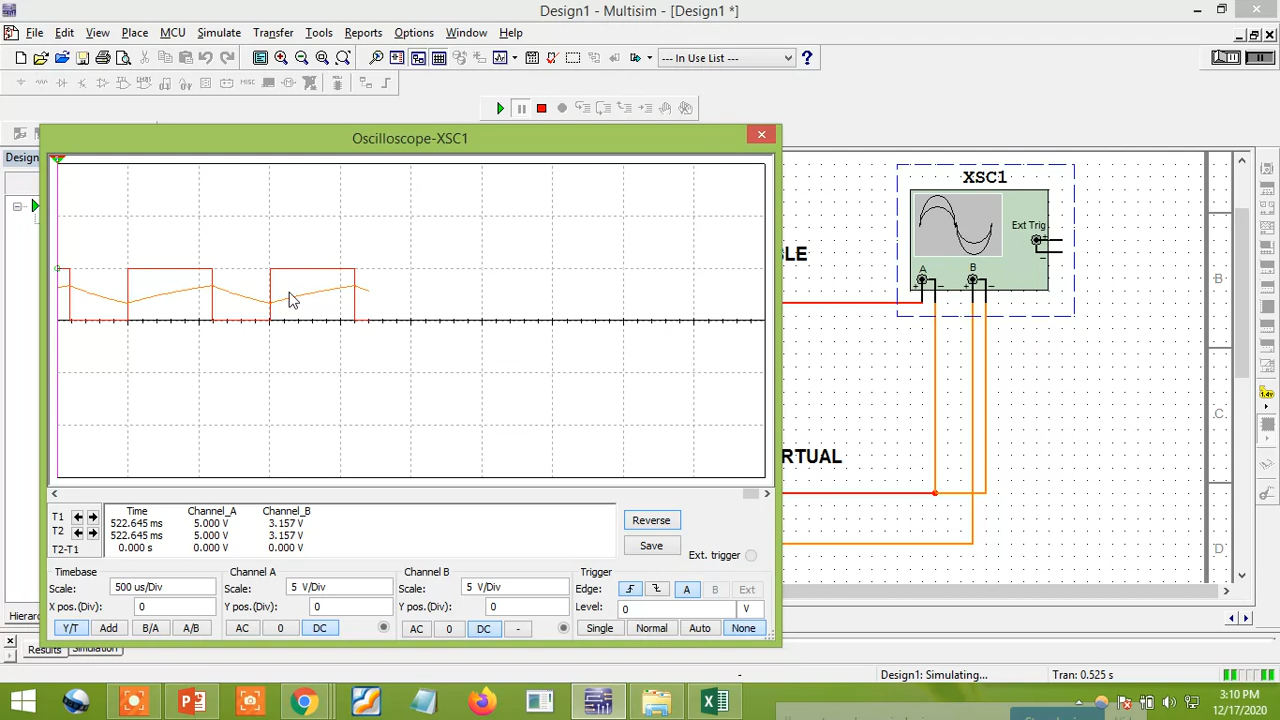 Design1 - Multisim - [Design1 *]
File Edit View Place MCU Simulate Transfer Tools Reports Options Window Help
--- In Use List ---
Oscilloscope-XSC1
Design
XSC1
Ext Trig
A
B
BLE
RTUAL
B
C
D
Time Channel_A Channel_B
T1 522.645 ms 5.000 V 3.157 V
T2 522.645 ms 5.000 V 3.157 V
T2-T1 0.000 s 0.000 V 0.000 V
Reverse
Save
Ext. trigger
Timebase
Scale: 500 us/Div
X pos.(Div) 0
Y/T Add B/A A/B
Channel A
Scale: 5 V/Div
Y pos.(Div) 0
AC 0 DC
Channel B
Scale: 5 V/Div
Y pos.(Div) 0
AC 0 DC -
Trigger
Edge: A B Ext
Level: 0 V
Single Normal Auto None
Hierarc
Results Simulation
Design1: Simulating... Tran: 0.525 s
3:10 PM
12/17/2020